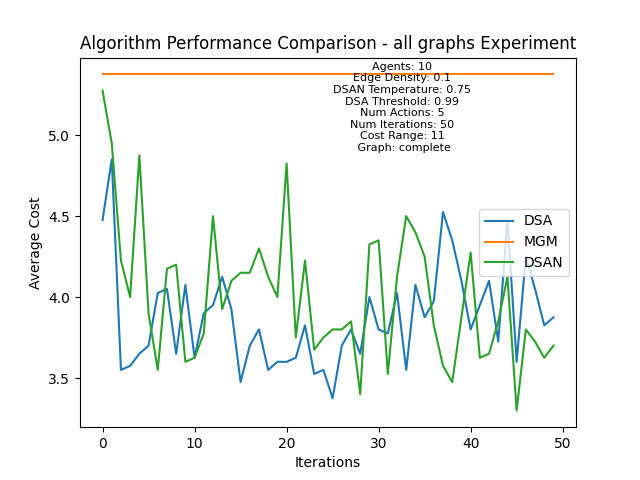 Algorithm Performance Comparison - all graphs Experiment
Agents: 10
Edge Density: 0.1
DSAN Temperature: 0.75
DSA Threshold: 0.99
Num Actions: 5
Num Iterations: 50
Cost Range: 11
Graph: complete
Average Cost
5.0
4.5
4.0
3.5
DSA
MGM
DSAN
0 10 20 30 40 50
Iterations